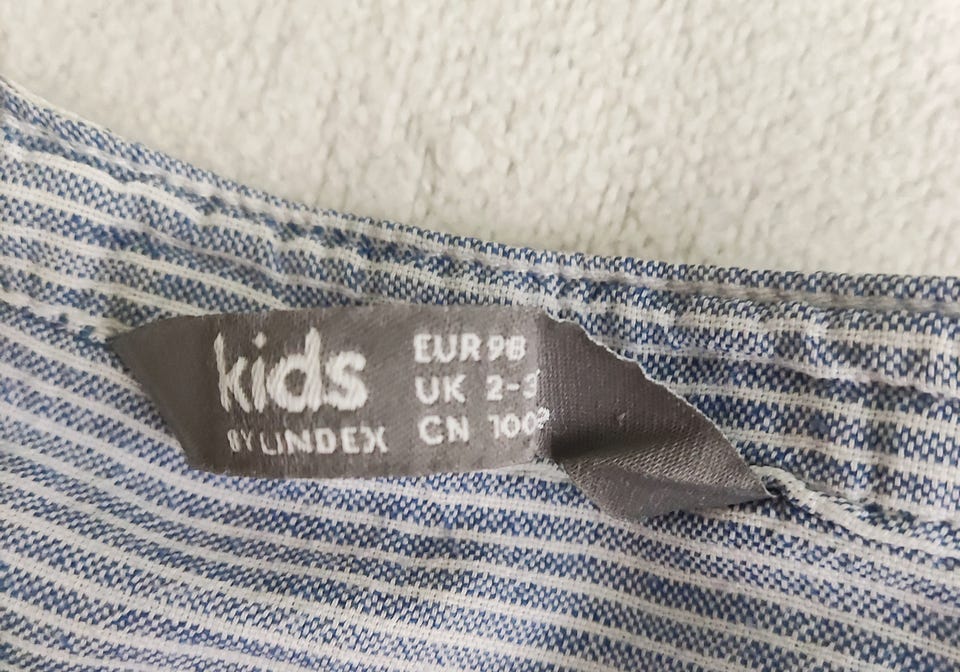 kids
BY LINDEX
EUR 98
UK 2-3
CN 100